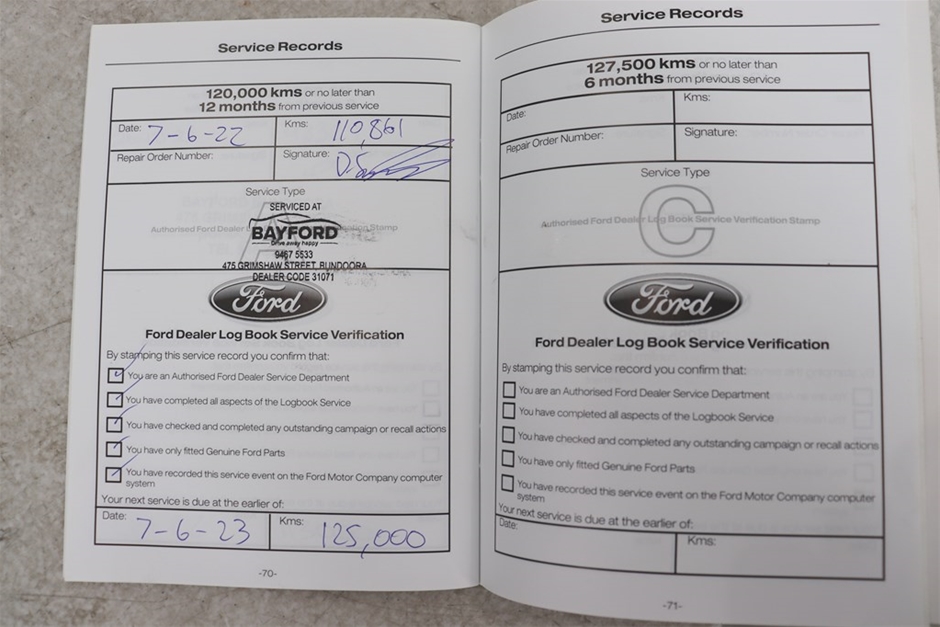 Service Records
120,000 kms or no later than
12 months from previous service
Date: 7-6-22 Kms: 110,861
Repair Order Number: Signature:
Service Type
SERVICED AT
Authorised Ford Dealer
BAYFORD
Drive away happy
9467 5533
475 GRIMSHAW STREET, BUNDOORA
DEALER CODE 31071
Ford
Ford Dealer Log Book Service Verification
By stamping this service record you confirm that:
You are an Authorised Ford Dealer Service Department
You have completed all aspects of the Logbook Service
You have checked and completed any outstanding campaign or recall actions
You have only fitted Genuine Ford Parts
You have recorded this service event on the Ford Motor Company computer
system
Your next service is due at the earlier of:
Date: 7-6-23 Kms: 125,000
-70-
Service Records
127,500 kms or no later than
6 months from previous service
Date: Kms:
Repair Order Number: Signature:
Service Type
C
Authorised Ford Dealer Log Book Service Verification Stamp
Ford
Ford Dealer Log Book Service Verification
By stamping this service record you confirm that:
You are an Authorised Ford Dealer Service Department
You have completed all aspects of the Logbook Service
You have checked and completed any outstanding campaign or recall actions
You have only fitted Genuine Ford Parts
You have recorded this service event on the Ford Motor Company computer
system
Your next service is due at the earlier of:
Date: Kms:
-71-